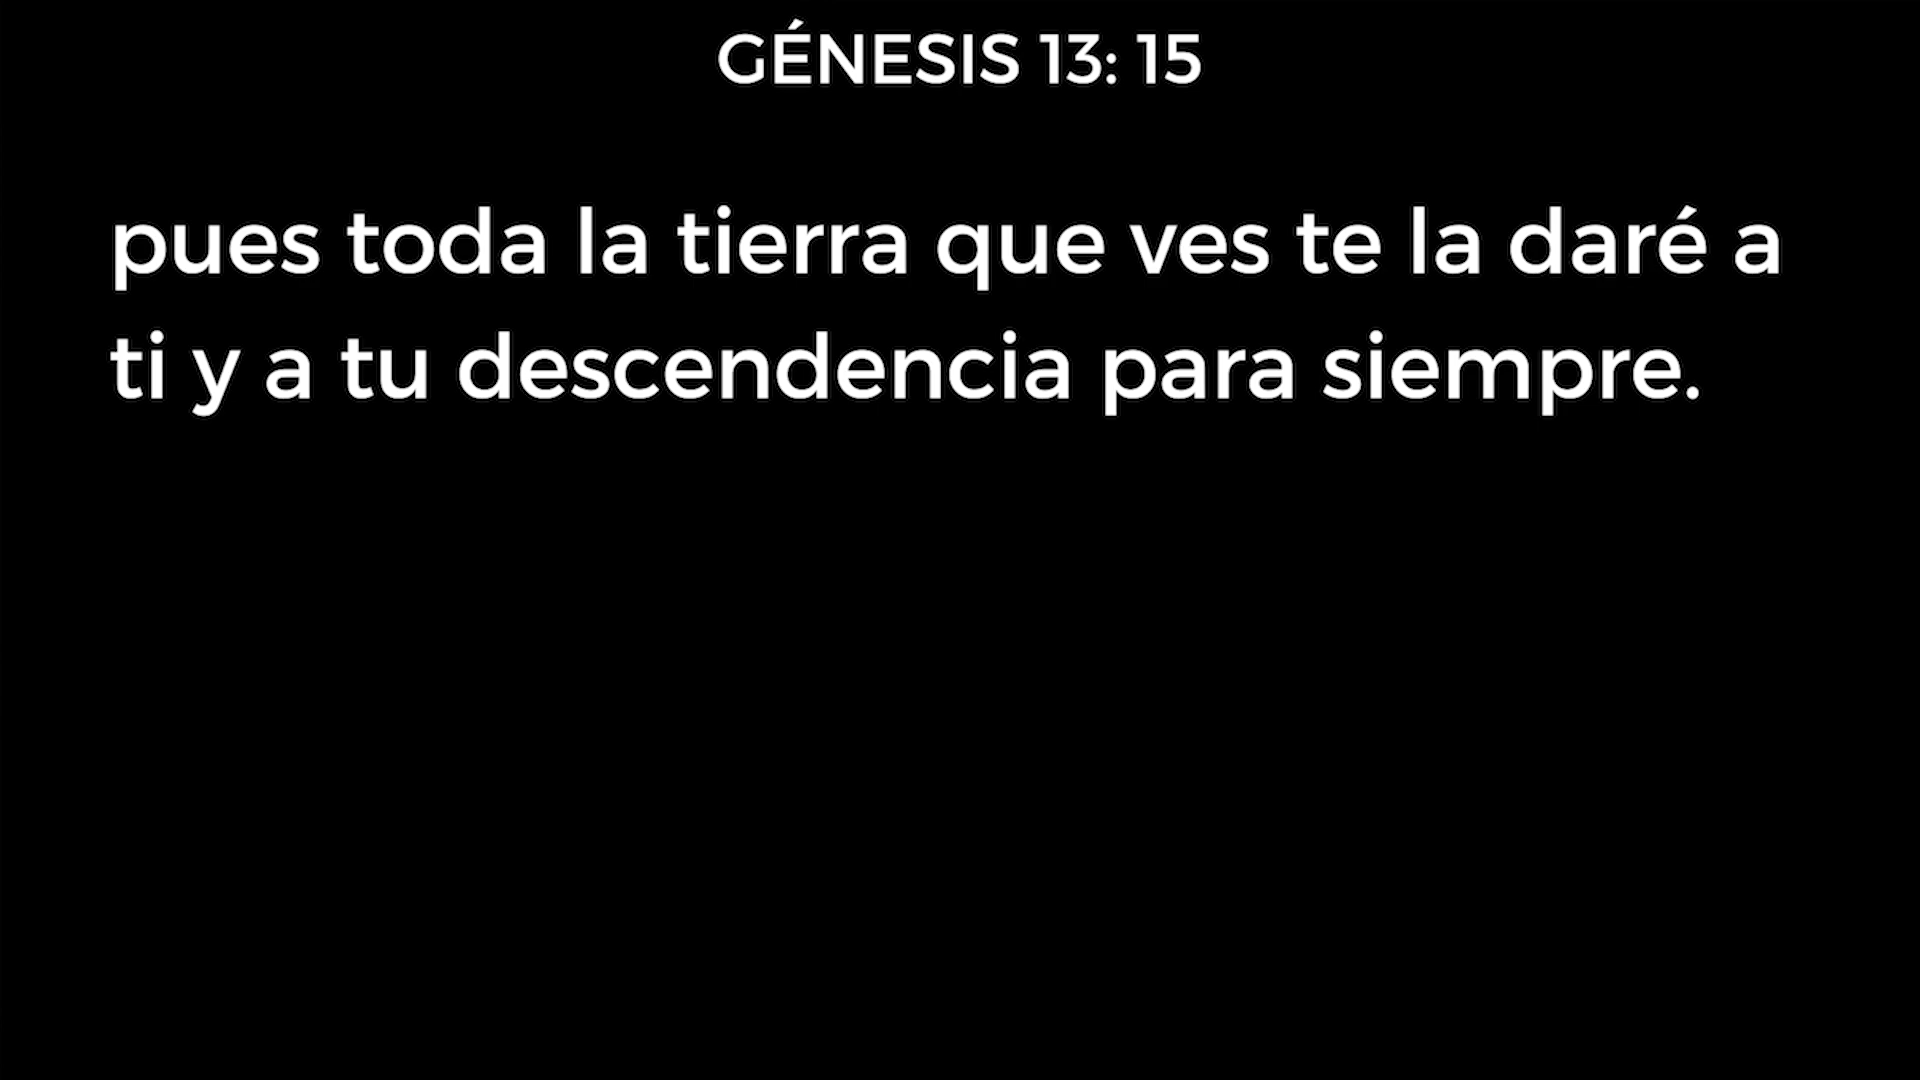 GÉNESIS 13: 15
pues toda la tierra que ves te la daré a
ti y a tu descendencia para siempre.